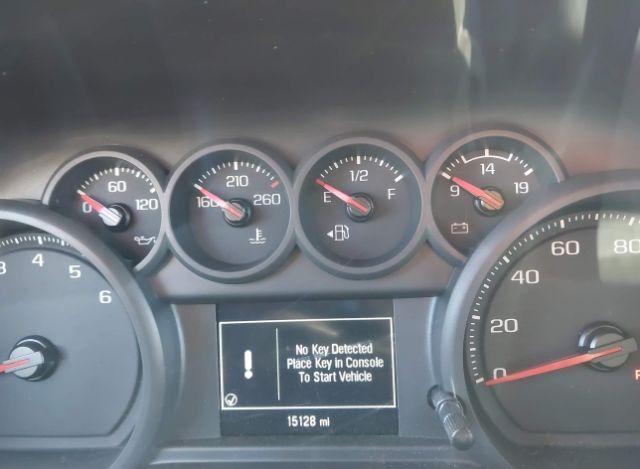 0 60 120
160 210 260
E 1/2 F
9 14 19
3 4 5 6
0 20 40 60 80
No Key Detected
Place Key in Console
To Start Vehicle
15128 mi